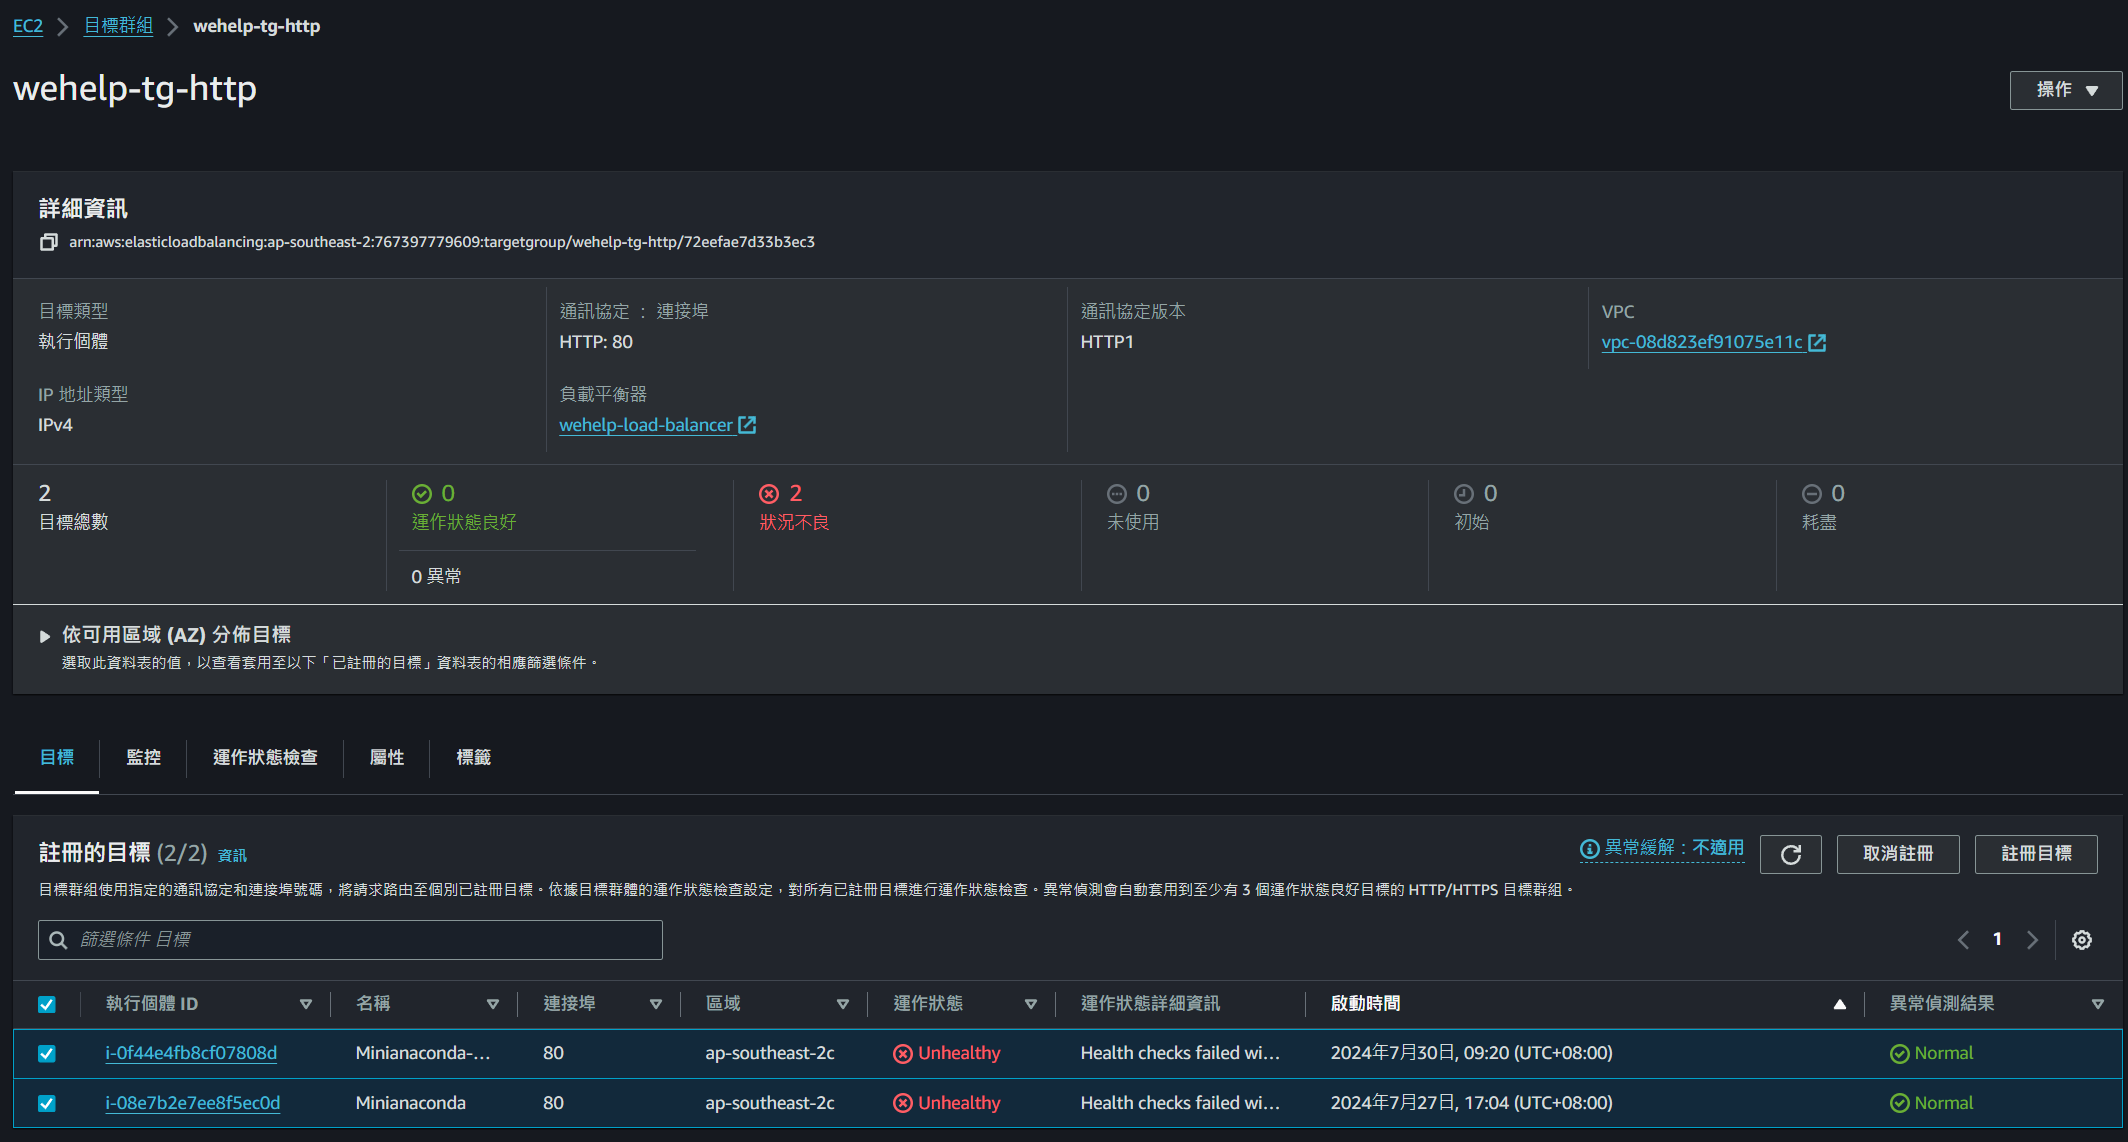 EC2 目標群組 wehelp-tg-http
wehelp-tg-http
操作
詳細資訊
arn:aws:elasticloadbalancing:ap-southeast-2:767397779609:targetgroup/wehelp-tg-http/72eefae7d33b3ec3
目標類型
執行個體
通訊協定 : 連接埠
HTTP: 80
通訊協定版本
HTTP1
VPC
vpc-08d823ef91075e11c
IP 地址類型
IPv4
負載平衡器
wehelp-load-balancer
2
目標總數
0
運作狀態良好
0 異常
2
狀況不良
0
未使用
0
初始
0
耗盡
依可用區域 (AZ) 分佈目標
選取此資料表的值，以查看套用至以下「已註冊的目標」資料表的相應篩選條件。
目標 監控 運作狀態檢查 屬性 標籤
註冊的目標 (2/2) 資訊
異常緩解：不適用
取消註冊
註冊目標
目標群組使用指定的通訊協定和連接埠號碼，將請求路由至個別已註冊目標。依據目標群體的運作狀態檢查設定，對所有已註冊目標進行運作狀態檢查。異常偵測會自動套用到至少有 3 個運作狀態良好目標的 HTTP/HTTPS 目標群組。
篩選條件 目標
1
執行個體 ID 名稱 連接埠 區域 運作狀態 運作狀態詳細資訊 啟動時間 異常偵測結果
i-0f44e4fb8cf07808d Minianaconda-... 80 ap-southeast-2c Unhealthy Health checks failed wi... 2024年7月30日, 09:20 (UTC+08:00) Normal
i-08e7b2e7ee8f5ec0d Minianaconda 80 ap-southeast-2c Unhealthy Health checks failed wi... 2024年7月27日, 17:04 (UTC+08:00) Normal